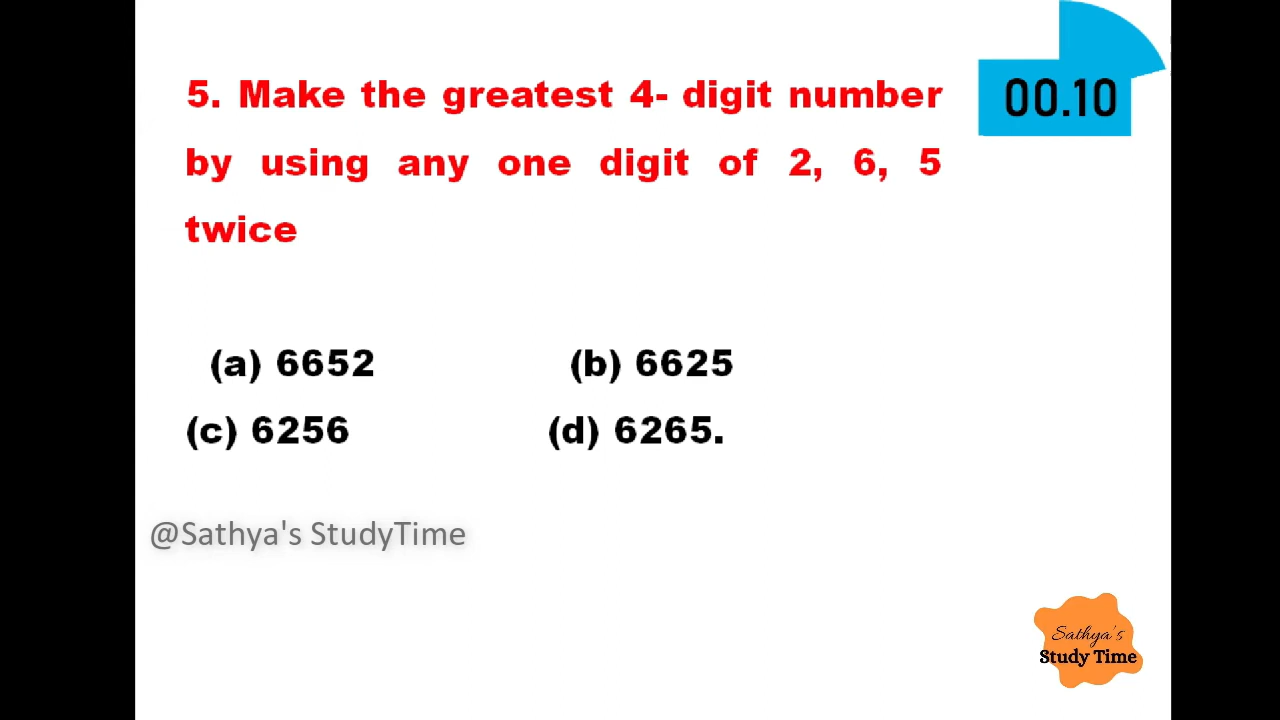 5. Make the greatest 4- digit number
00.10
by using any one digit of 2, 6, 5
twice
(a) 6652 (b) 6625
(c) 6256 (d) 6265.
@Sathya's StudyTime
Sathya's
Study Time